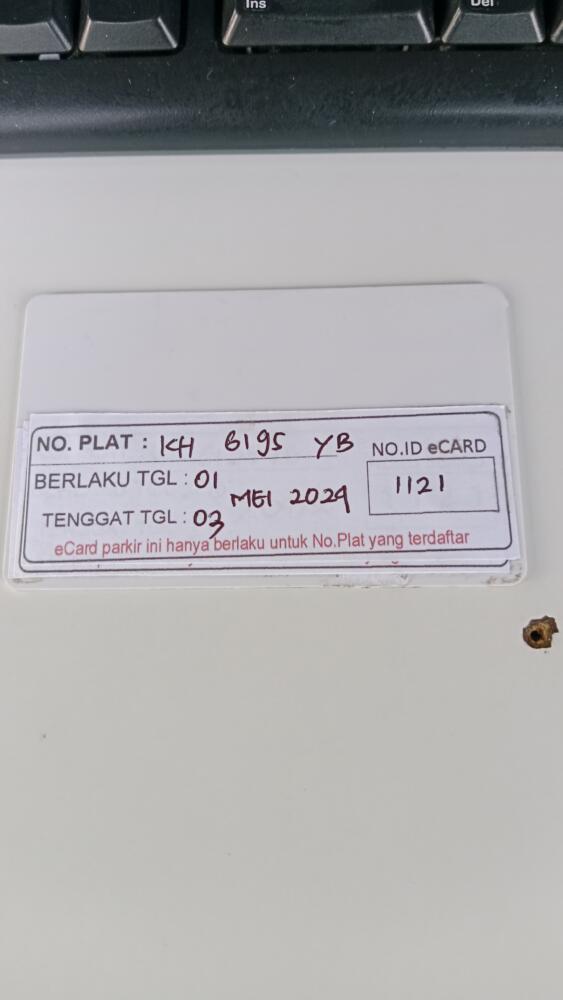 Ins
Del
NO. PLAT : KH 6195 YB
NO.ID eCARD
BERLAKU TGL : 01
1121
MEI 2024
TENGGAT TGL : 03
eCard parkir ini hanya berlaku untuk No.Plat yang terdaftar